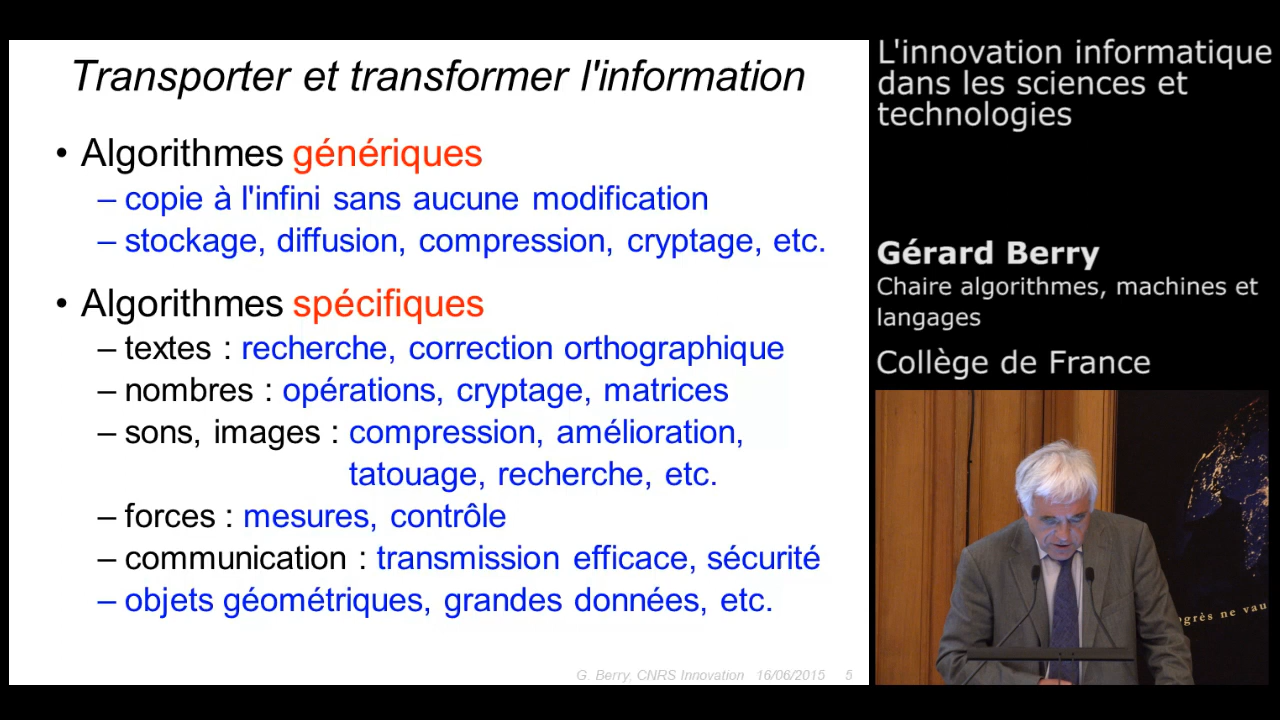 Transporter et transformer l'information
• Algorithmes génériques
– copie à l'infini sans aucune modification
– stockage, diffusion, compression, cryptage, etc.
• Algorithmes spécifiques
– textes : recherche, correction orthographique
– nombres : opérations, cryptage, matrices
– sons, images : compression, amélioration,
tatouage, recherche, etc.
– forces : mesures, contrôle
– communication : transmission efficace, sécurité
– objets géométriques, grandes données, etc.
G. Berry, CNRS Innovation 16/06/2015 5
L'innovation informatique
dans les sciences et
technologies
Gérard Berry
Chaire algorithmes, machines et
langages
Collège de France
ne vau